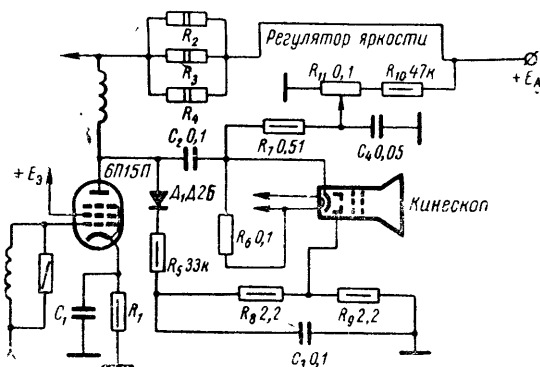 R2
R3
R4
Регулятор яркости
R11 0,1
R10 47к
+ EА
C2 0,1
R7 0,51
C4 0,05
6П15П
+ EЭ
Д1 Д2Б
Кинескоп
R6 0,1
R5 33к
C1
R1
R8 2,2
R9 2,2
C3 0,1